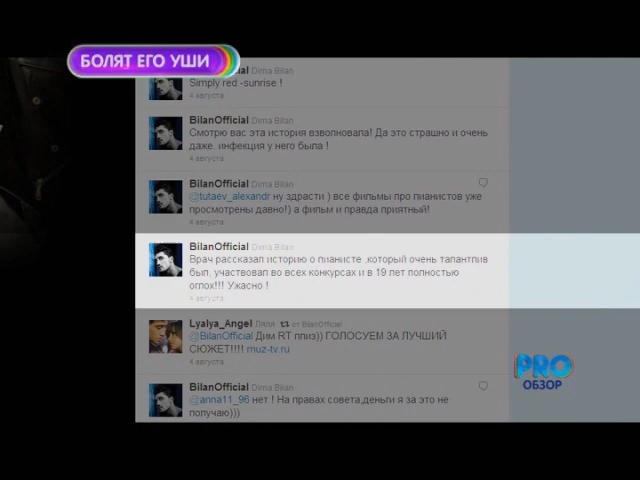 БОЛЯТ ЕГО УШИ
Dima Bilan
Simply red -sunrise !
4 августа
BilanOfficial Dima Bilan
Смотрю вас эта история взволновала! Да это страшно и очень
даже. инфекция у него была !
4 августа
BilanOfficial Dima Bilan
@tutaev_alexandr ну здрасти ) все фильмы про пианистов уже
просмотрены давно!) а фильм и правда приятный!
4 августа
BilanOfficial Dima Bilan
Врач рассказал историю о пианисте ,который очень талантлив
был, участвовал во всех конкурсах и в 19 лет полностью
оглох!!! Ужасно !
4 августа
Lyalya_Angel Ляля от BilanOfficial
@BilanOfficial Дим RT плиз)) ГОЛОСУЕМ ЗА ЛУЧШИЙ
СЮЖЕТ!!!! muz-tv.ru
4 августа
BilanOfficial Dima Bilan
@anna11_96 нет ! На правах совета,деньги я за это не
получаю)))
PRO
ОБЗОР